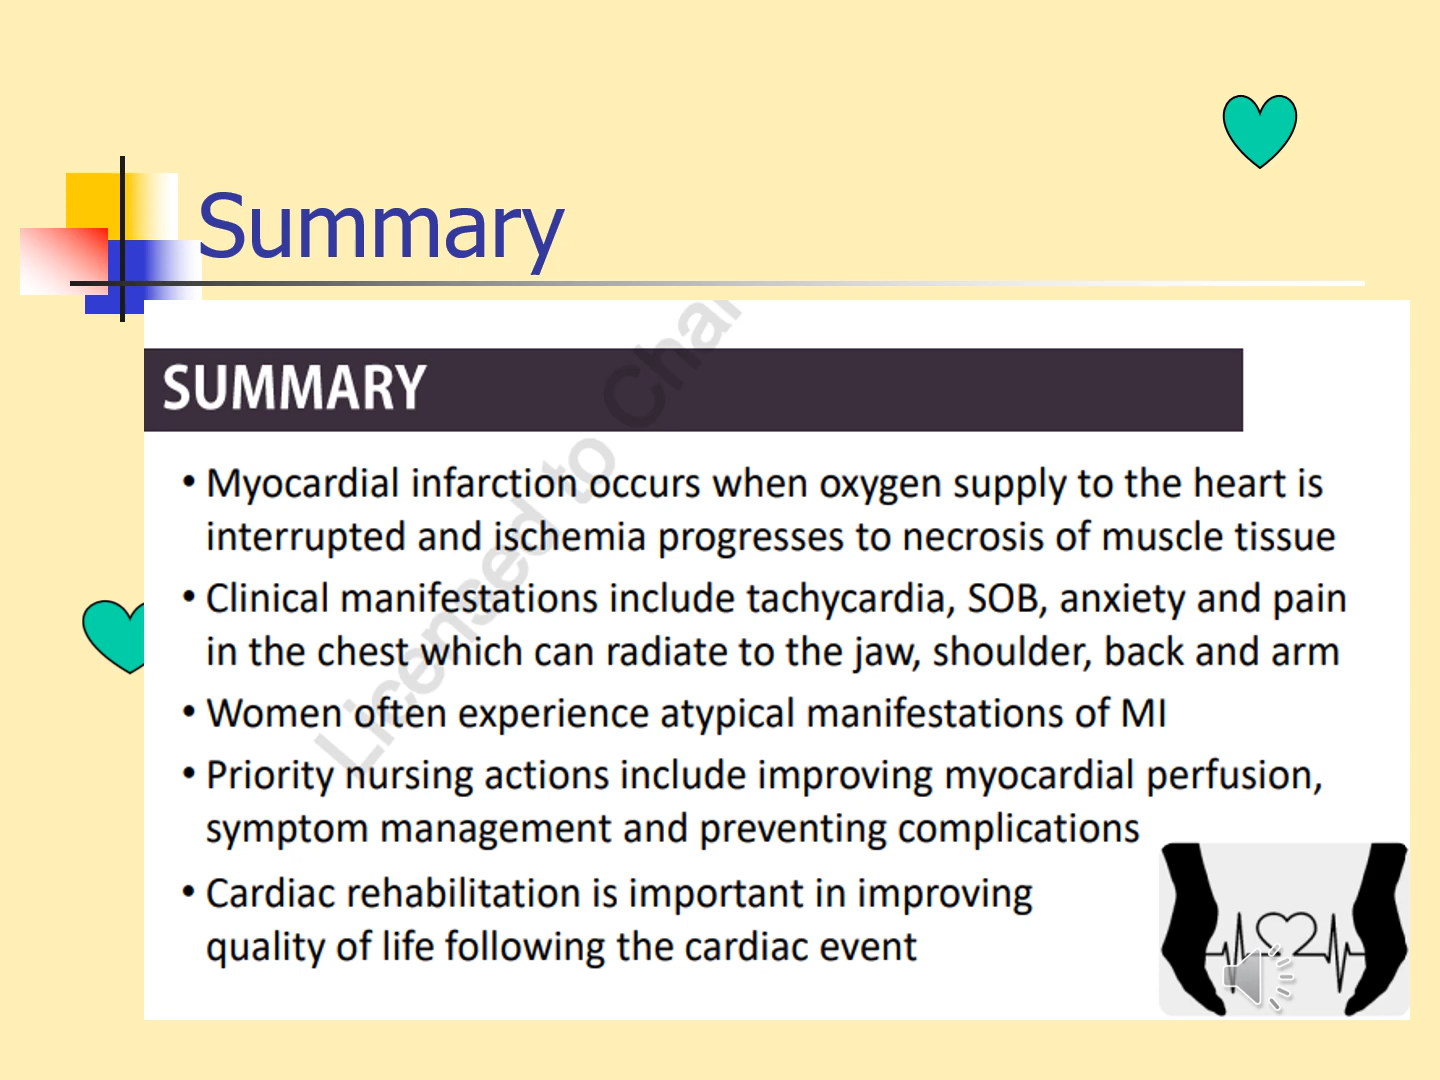 Summary
SUMMARY
• Myocardial infarction occurs when oxygen supply to the heart is
interrupted and ischemia progresses to necrosis of muscle tissue
• Clinical manifestations include tachycardia, SOB, anxiety and pain
in the chest which can radiate to the jaw, shoulder, back and arm
• Women often experience atypical manifestations of MI
• Priority nursing actions include improving myocardial perfusion,
symptom management and preventing complications
• Cardiac rehabilitation is important in improving
quality of life following the cardiac event
Licensed to